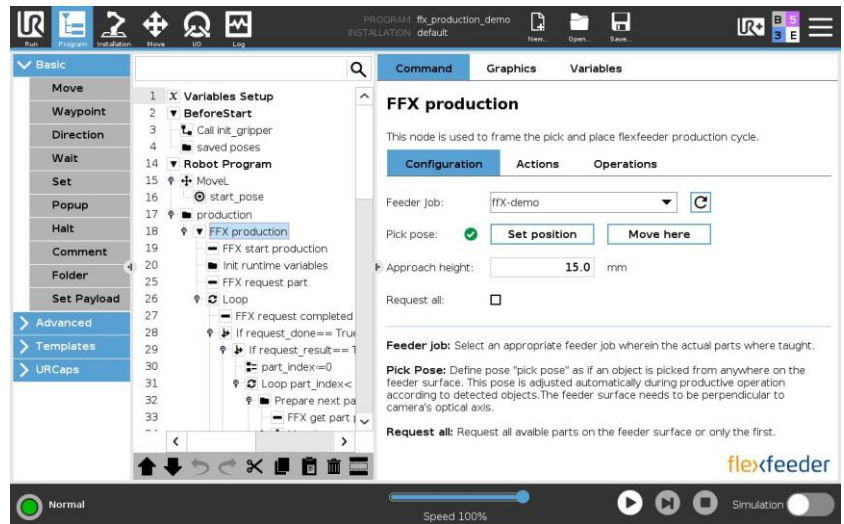 PROGRAM ffx_production_demo
INSTALLATION default
Run
Program
Installation
Move
I/O
Log
New...
Open...
Save...
UR+
B 5
3 E
Basic
Move
Waypoint
Direction
Wait
Set
Popup
Halt
Comment
Folder
Set Payload
Advanced
Templates
URCaps
1 X Variables Setup
2 BeforeStart
3 Call init_gripper
4 saved poses
14 Robot Program
15 MoveL
16 start_pose
17 production
18 FFX production
19 FFX start production
20 Init runtime variables
25 FFX request part
26 Loop
27 FFX request completed
28 If request_done== True
29 If request_result== 
30 part_index:=0
31 Loop part_index<
32 Prepare next pa
33 FFX get part
Command Graphics Variables
FFX production
This node is used to frame the pick and place flexfeeder production cycle.
Configuration Actions Operations
Feeder Job: ffX-demo
Pick pose: Set position Move here
Approach height: 15.0 mm
Request all:
Feeder job: Select an appropriate feeder job wherein the actual parts where taught.
Pick Pose: Define pose "pick pose" as if an object is picked from anywhere on the
feeder surface. This pose is adjusted automatically during productive operation
according to detected objects.The feeder surface needs to be perpendicular to
camera's optical axis.
Request all: Request all avaible parts on the feeder surface or only the first.
flexfeeder
Normal
Speed 100%
Simulation